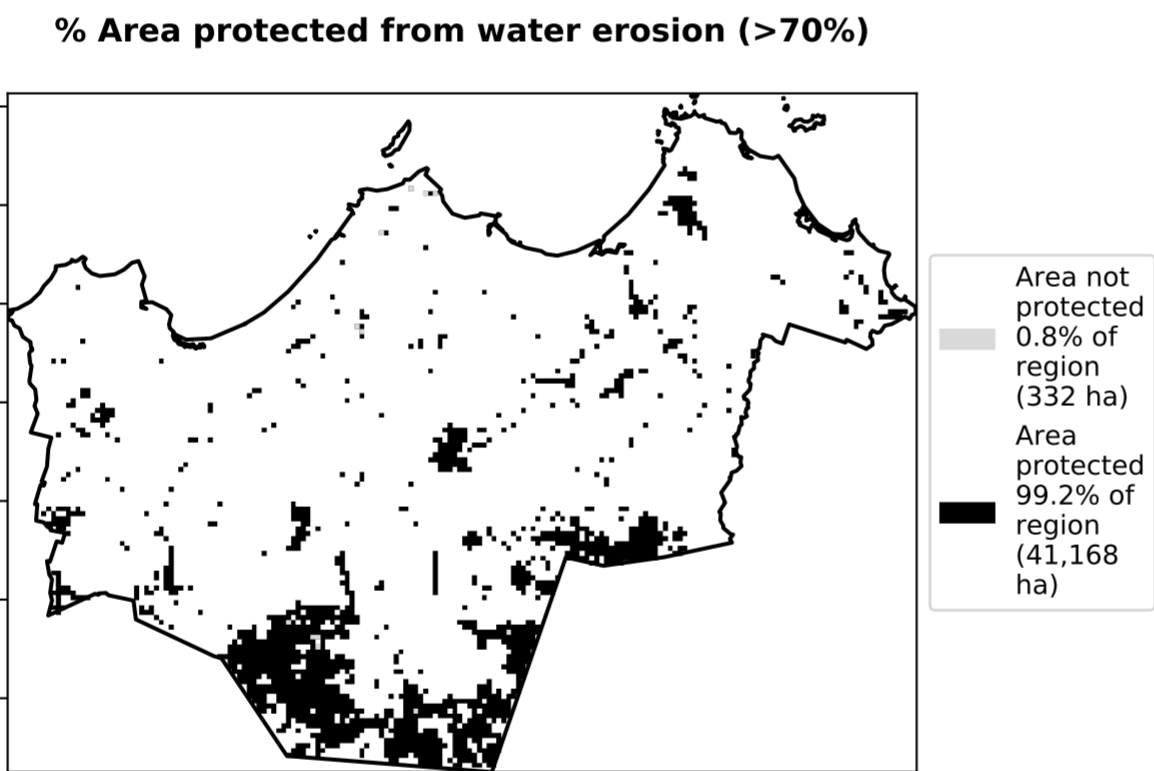 % Area protected from water erosion (>70%)
Area not
protected
0.8% of
region
(332 ha)
Area
protected
99.2% of
region
(41,168
ha)